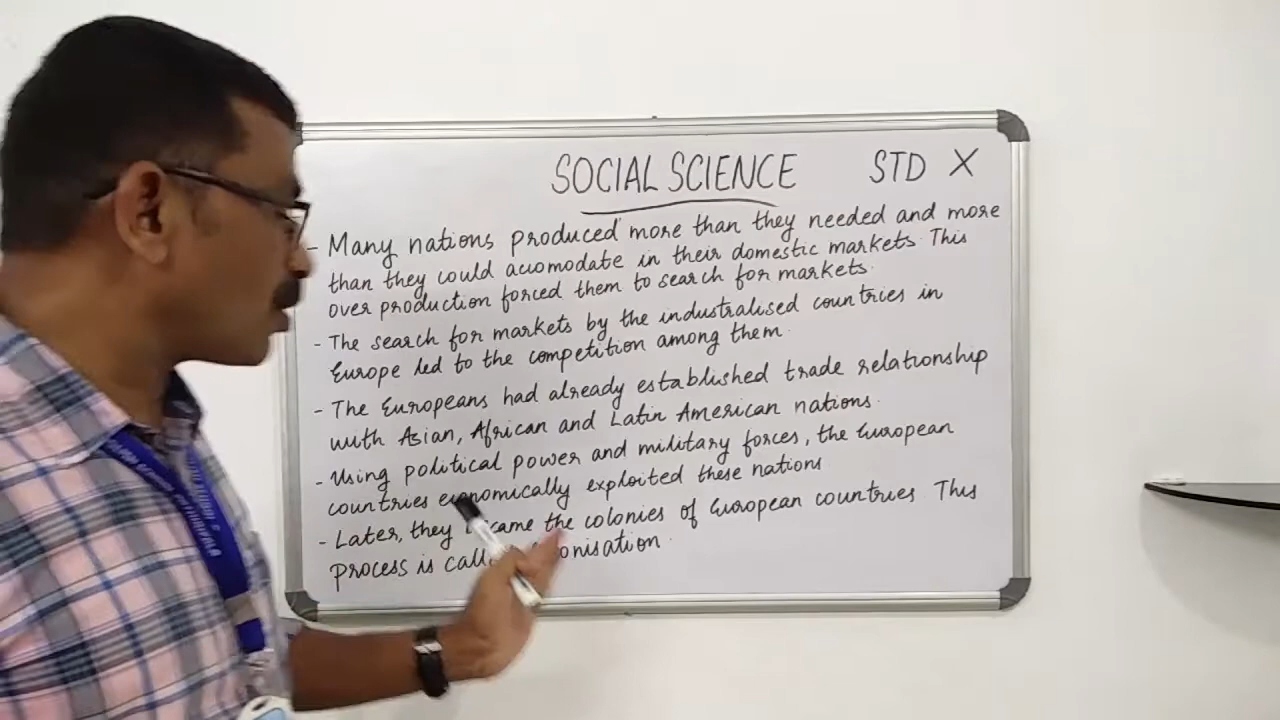 SOCIAL SCIENCE STD X
- Many nations produced more than they needed and more
than they could accomodate in their domestic markets. This
over production forced them to search for markets.
- The search for markets by the industralised countries in
Europe led to the competition among them.
- The Europeans had already established trade relationship
with Asian, African and Latin American nations.
- Using political power and military forces, the European
countries economically exploited these nations
- Later, they the colonies of European countries. This
process is